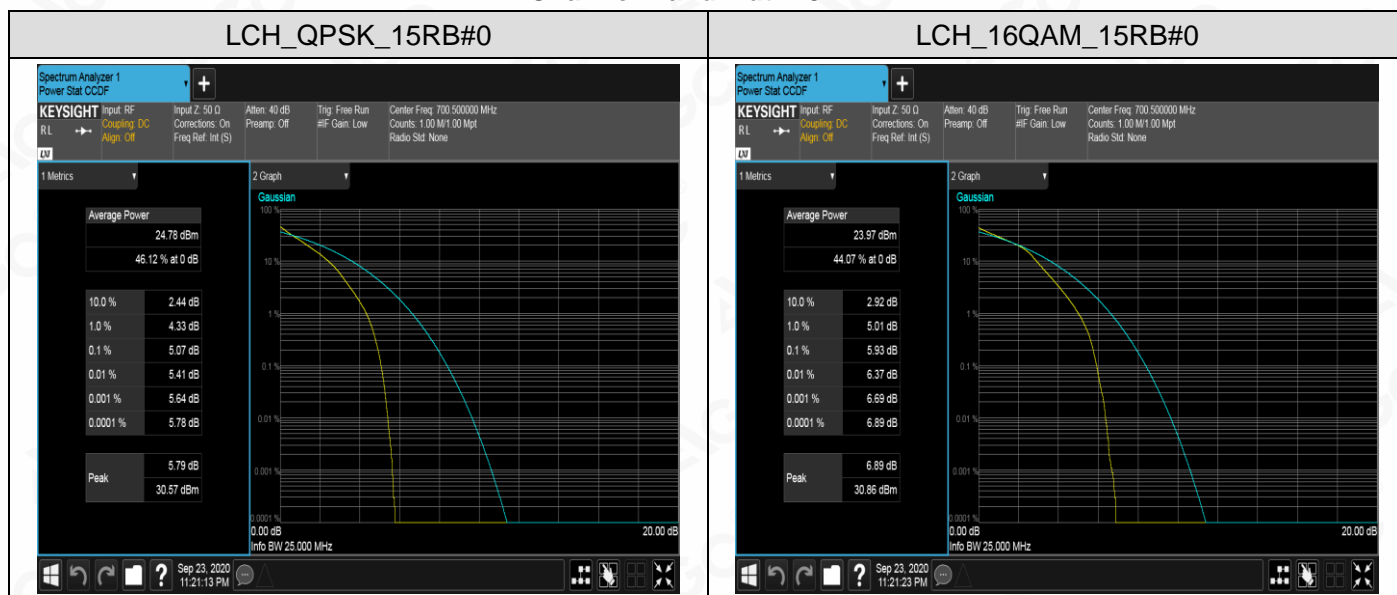 LCH_QPSK_15RB#0
Spectrum Analyzer 1
Power Stat CCDF
+
KEYSIGHT
RL
LXI
Input: RF
Coupling: DC
Align: Off
Input Z: 50 Ω
Corrections: On
Freq Ref: Int (S)
Atten: 40 dB
Preamp: Off
Trig: Free Run
#IF Gain: Low
Center Freq: 700.500000 MHz
Counts: 1.00 M/1.00 Mpt
Radio Std: None
1 Metrics
Average Power
24.78 dBm
46.12 % at 0 dB
10.0 % 2.44 dB
1.0 % 4.33 dB
0.1 % 5.07 dB
0.01 % 5.41 dB
0.001 % 5.64 dB
0.0001 % 5.78 dB
Peak
5.79 dB
30.57 dBm
2 Graph
Gaussian
100 %
10 %
1 %
0.1 %
0.01 %
0.001 %
0.0001 %
0.00 dB 20.00 dB
Info BW 25.000 MHz
?
Sep 23, 2020
11:21:13 PM
LCH_16QAM_15RB#0
Spectrum Analyzer 1
Power Stat CCDF
+
KEYSIGHT
RL
LXI
Input: RF
Coupling: DC
Align: Off
Input Z: 50 Ω
Corrections: On
Freq Ref: Int (S)
Atten: 40 dB
Preamp: Off
Trig: Free Run
#IF Gain: Low
Center Freq: 700.500000 MHz
Counts: 1.00 M/1.00 Mpt
Radio Std: None
1 Metrics
Average Power
23.97 dBm
44.07 % at 0 dB
10.0 % 2.92 dB
1.0 % 5.01 dB
0.1 % 5.93 dB
0.01 % 6.37 dB
0.001 % 6.69 dB
0.0001 % 6.89 dB
Peak
6.89 dB
30.86 dBm
2 Graph
Gaussian
100 %
10 %
1 %
0.1 %
0.01 %
0.001 %
0.0001 %
0.00 dB 20.00 dB
Info BW 25.000 MHz
?
Sep 23, 2020
11:21:23 PM